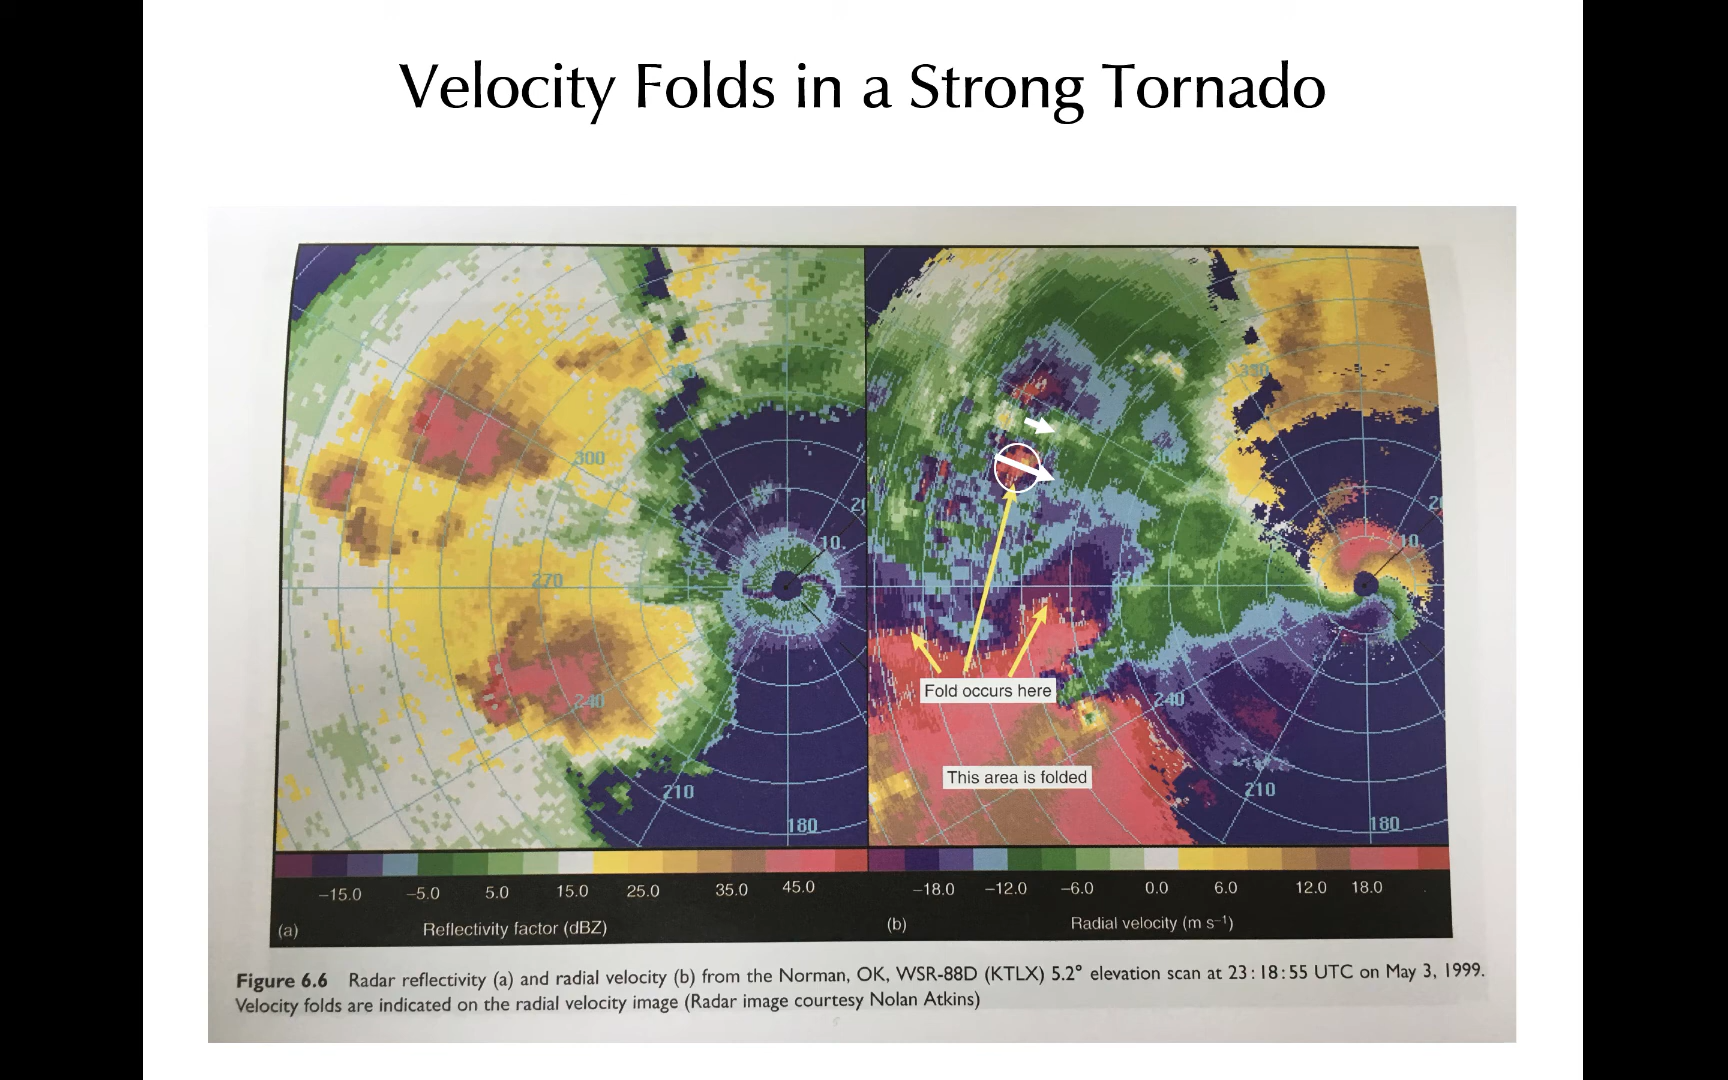 Velocity Folds in a Strong Tornado
310
310
300
300
20
20
10
10
270
27
Fold occurs here
240
240
This area is folded
210
210
180
180
−15.0 −5.0 5.0 15.0 25.0 35.0 45.0
−18.0 −12.0 −6.0 0.0 6.0 12.0 18.0
(a) Reflectivity factor (dBZ)
(b) Radial velocity (m s⁻¹)
Figure 6.6 Radar reflectivity (a) and radial velocity (b) from the Norman, OK, WSR-88D (KTLX) 5.2° elevation scan at 23:18:55 UTC on May 3, 1999.
Velocity folds are indicated on the radial velocity image (Radar image courtesy Nolan Atkins)